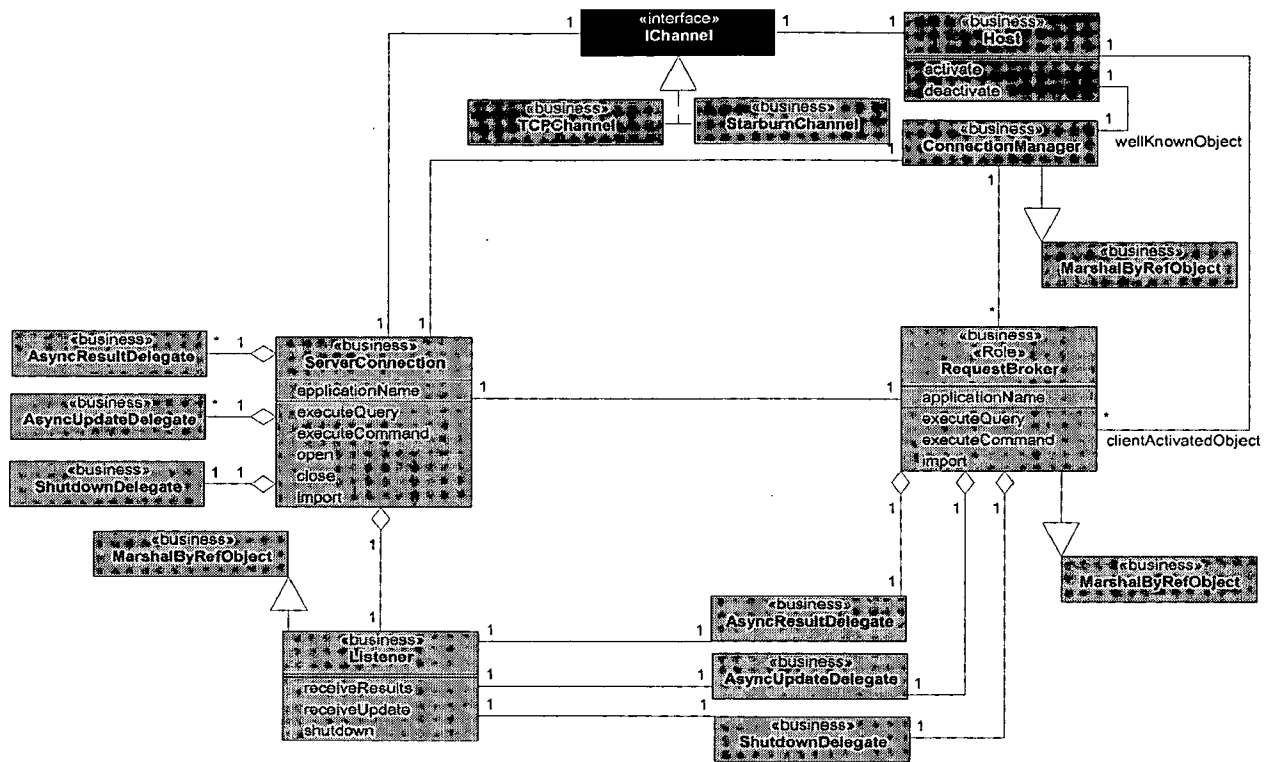 1
«interface»
IChannel
1
1
«business»
Host
activate
deactivate
1
1
1
wellKnownObject
«business»
TCPChannel
«business»
StarburnChannel
«business»
ConnectionManager
1
1
«business»
MarshalByRefObject
«business»
AsyncResultDelegate
* 1
«business»
AsyncUpdateDelegate
* 1
«business»
ShutdownDelegate
1 1
1
1
«business»
ServerConnection
applicationName
executeQuery
executeCommand
open
close
import
1
1
*
«business»
«Role»
RequestBroker
applicationName
executeQuery
executeCommand
import
*
clientActivatedObject
«business»
MarshalByRefObject
1
1
«business»
Listener
receiveResults
receiveUpdate
shutdown
1
1
1
1
1
1
1
1
1
1
1
1
«business»
AsyncResultDelegate
«business»
AsyncUpdateDelegate
«business»
ShutdownDelegate
«business»
MarshalByRefObject